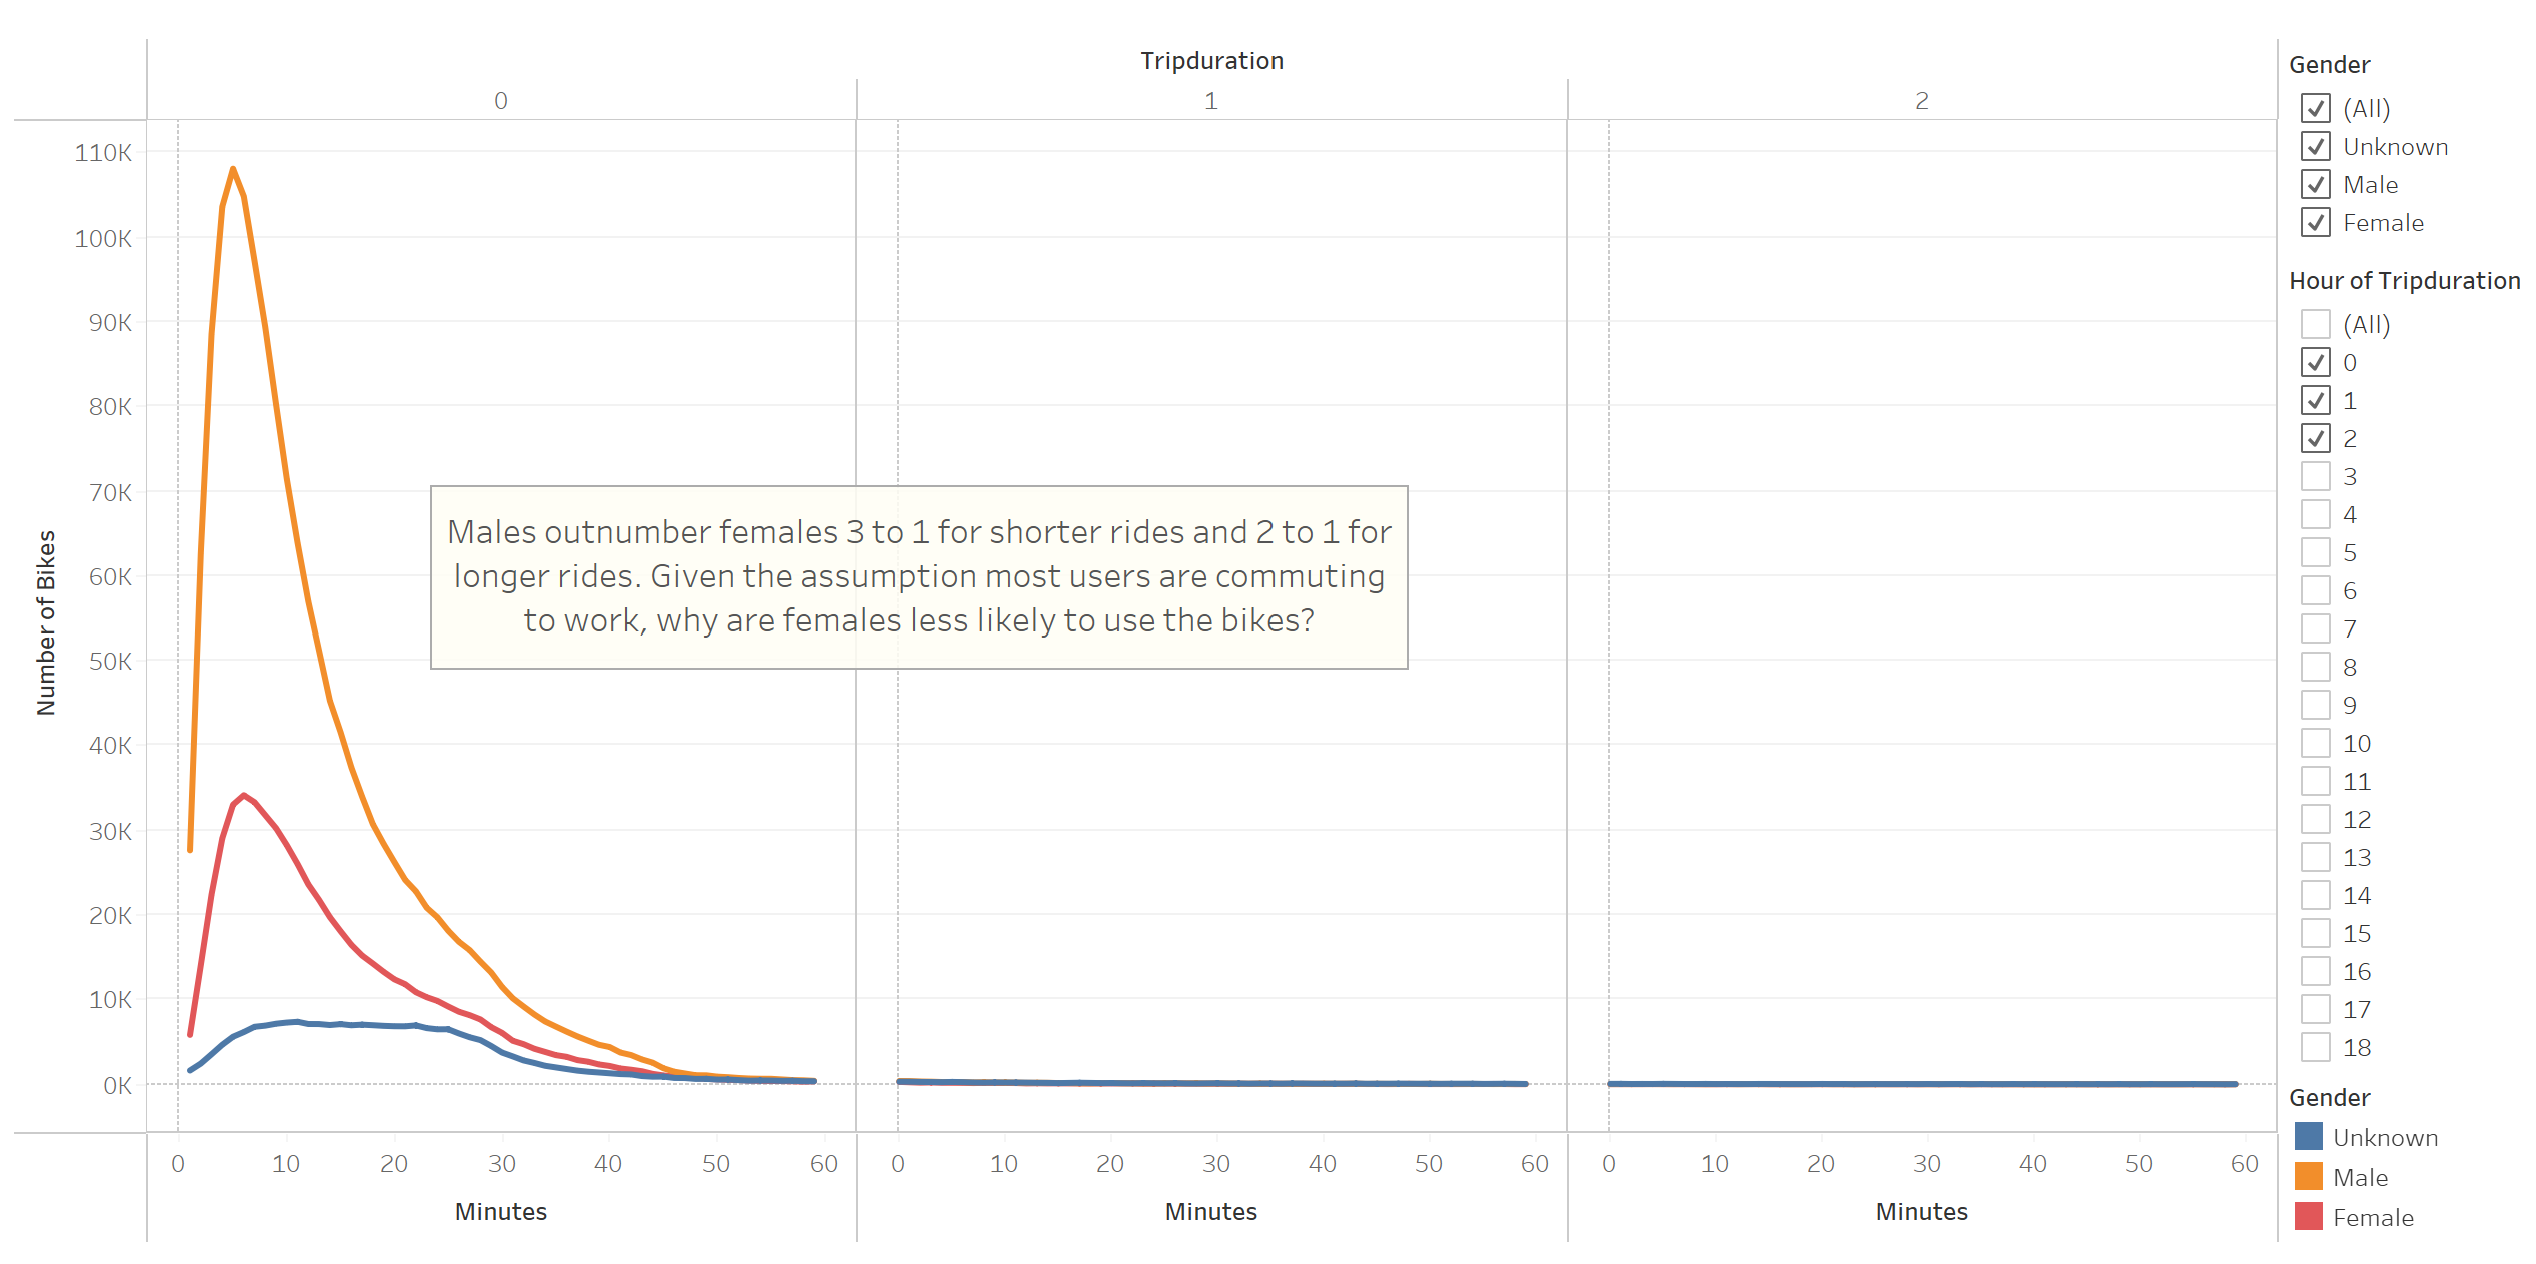 Tripduration
0 1 2
110K
100K
90K
80K
70K
60K
50K
40K
30K
20K
10K
0K
Number of Bikes
Males outnumber females 3 to 1 for shorter rides and 2 to 1 for
longer rides. Given the assumption most users are commuting
to work, why are females less likely to use the bikes?
0 10 20 30 40 50 60 0 10 20 30 40 50 60 0 10 20 30 40 50 60
Minutes Minutes Minutes
Gender
(All)
Unknown
Male
Female
Hour of Tripduration
(All)
0
1
2
3
4
5
6
7
8
9
10
11
12
13
14
15
16
17
18
Gender
Unknown
Male
Female